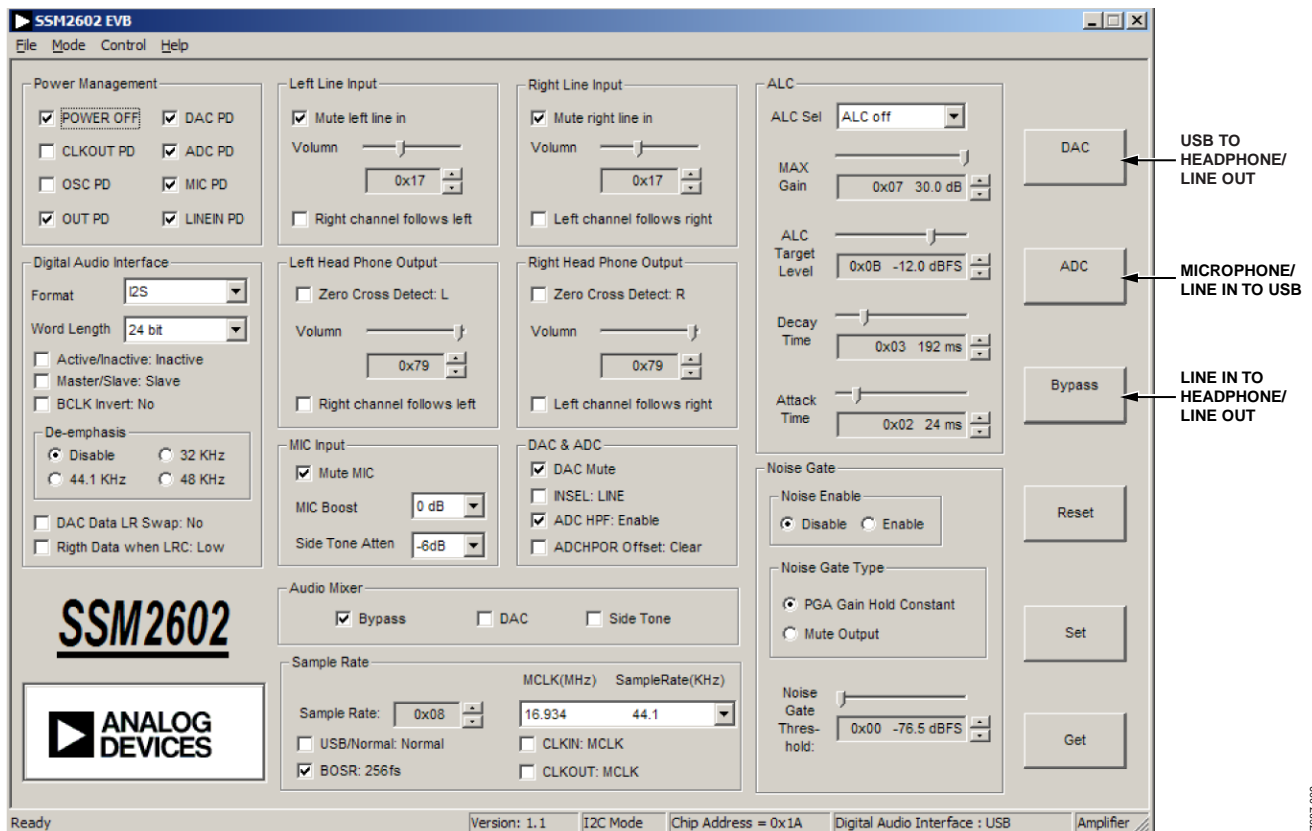 SSM2602 EVB
File Mode Control Help
Power Management
POWER OFF DAC PD
CLKOUT PD ADC PD
OSC PD MIC PD
OUT PD LINEIN PD
Left Line Input
Mute left line in
Volumn
0x17
Right channel follows left
Right Line Input
Mute right line in
Volumn
0x17
Left channel follows right
Digital Audio Interface
Format I2S
Word Length 24 bit
Active/Inactive: Inactive
Master/Slave: Slave
BCLK Invert: No
De-emphasis
Disable 32 KHz
44.1 KHz 48 KHz
DAC Data LR Swap: No
Rigth Data when LRC: Low
Left Head Phone Output
Zero Cross Detect: L
Volumn
0x79
Right channel follows left
Right Head Phone Output
Zero Cross Detect: R
Volumn
0x79
Left channel follows right
MIC Input
Mute MIC
MIC Boost 0 dB
Side Tone Atten -6dB
DAC & ADC
DAC Mute
INSEL: LINE
ADC HPF: Enable
ADCHPOR Offset: Clear
Audio Mixer
Bypass DAC Side Tone
Sample Rate
MCLK(MHz) SampleRate(KHz)
Sample Rate: 0x08 16.934 44.1
USB/Normal: Normal CLKIN: MCLK
BOSR: 256fs CLKOUT: MCLK
SSM2602
ANALOG
DEVICES
ALC
ALC Sel ALC off
MAX
Gain 0x07 30.0 dB
ALC
Target
Level 0x0B -12.0 dBFS
Decay
Time 0x03 192 ms
Attack
Time 0x02 24 ms
Noise Gate
Noise Enable
Disable Enable
Noise Gate Type
PGA Gain Hold Constant
Mute Output
Noise
Gate
Thres- 0x00 -76.5 dBFS
hold:
DAC
ADC
Bypass
Reset
Set
Get
USB TO
HEADPHONE/
LINE OUT
MICROPHONE/
LINE IN TO USB
LINE IN TO
HEADPHONE/
LINE OUT
Ready Version: 1.1 I2C Mode Chip Address = 0x1A Digital Audio Interface : USB Amplifier